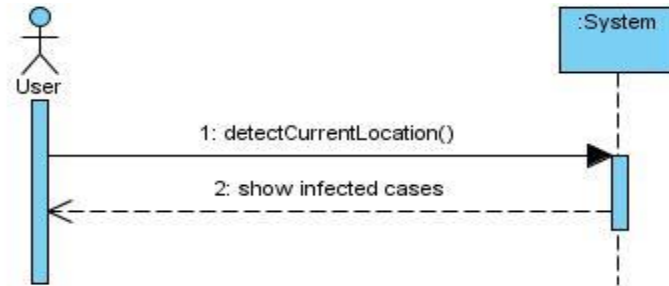 :System
User
1: detectCurrentLocation()
2: show infected cases